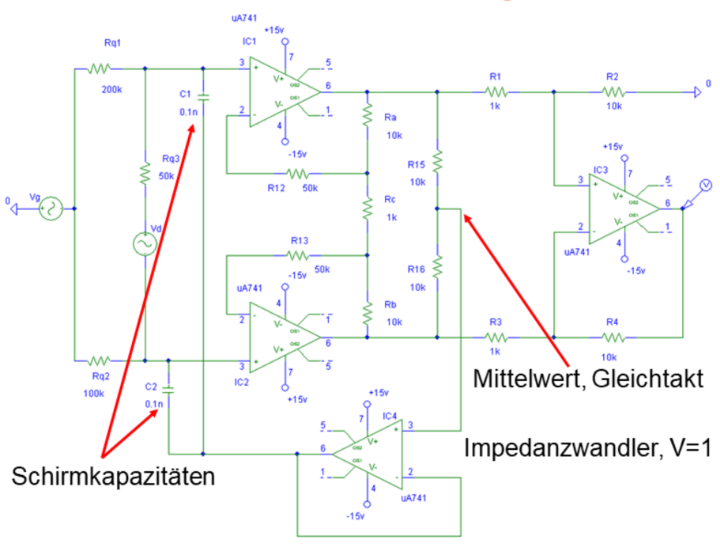 uA741
IC1
+15v
7
5
3
+
V+
OS2
6
OS1
2
-
V-
1
4
-15v
Rq1
200k
C1
0.1n
Ra
10k
R1
1k
R2
10k
0
R15
10k
+15v
IC3
7
5
3
+
V+
OS2
6
V
OS1
2
-
V-
1
4
uA741
-15v
Rq3
50k
R12
50k
Rc
1k
0
Vg
Vd
R13
50k
-15v
uA741
4
2
-
V-
1
OS1
6
OS2
3
+
V+
5
7
IC2
+15v
Rb
10k
R16
10k
R3
1k
R4
10k
Rq2
100k
C2
0.1n
Mittelwert, Gleichtakt
+15v
IC4
7
5
V+
+
3
6
OS2
OS1
1
V-
-
2
4
uA741
-15v
Impedanzwandler, V=1
Schirmkapazitäten